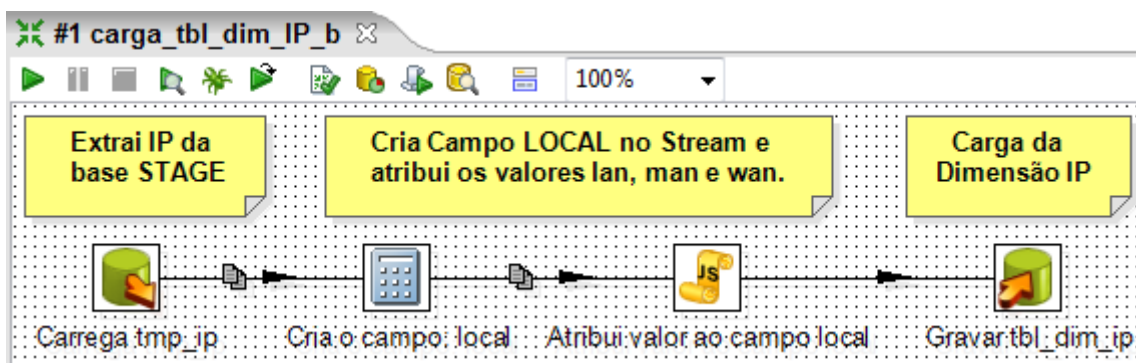 #1 carga_tbl_dim_IP_b
100%
Extrai IP da
base STAGE
Cria Campo LOCAL no Stream e
atribui os valores lan, man e wan.
Carga da
Dimensão IP
JS
Carrega tmp_ip
Cria o campo: local
Atribui valor ao campo local
Gravar tbl_dim_ip